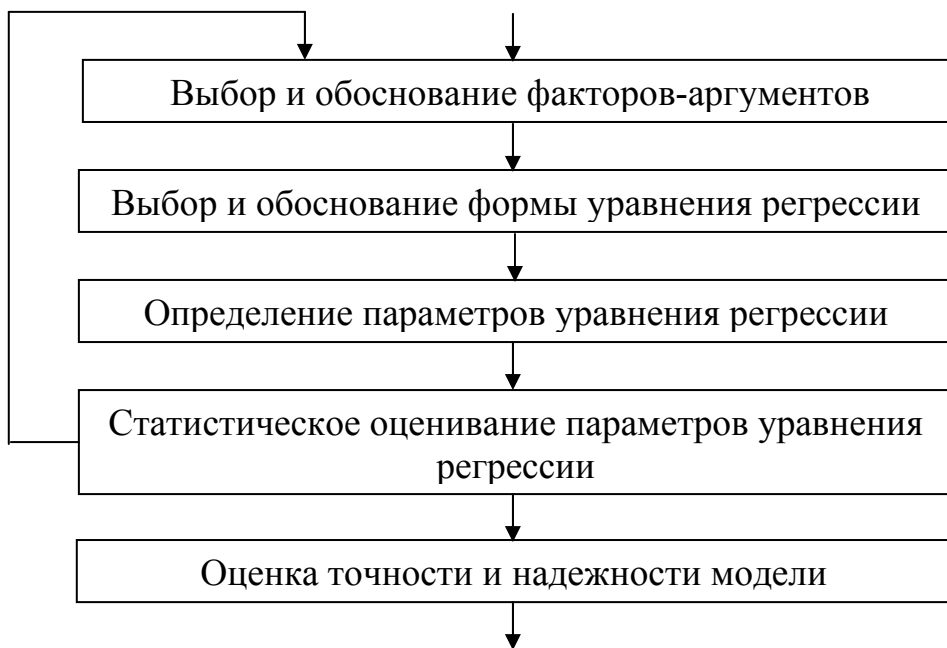 Выбор и обоснование факторов-аргументов
Выбор и обоснование формы уравнения регрессии
Определение параметров уравнения регрессии
Статистическое оценивание параметров уравнения
регрессии
Оценка точности и надежности модели